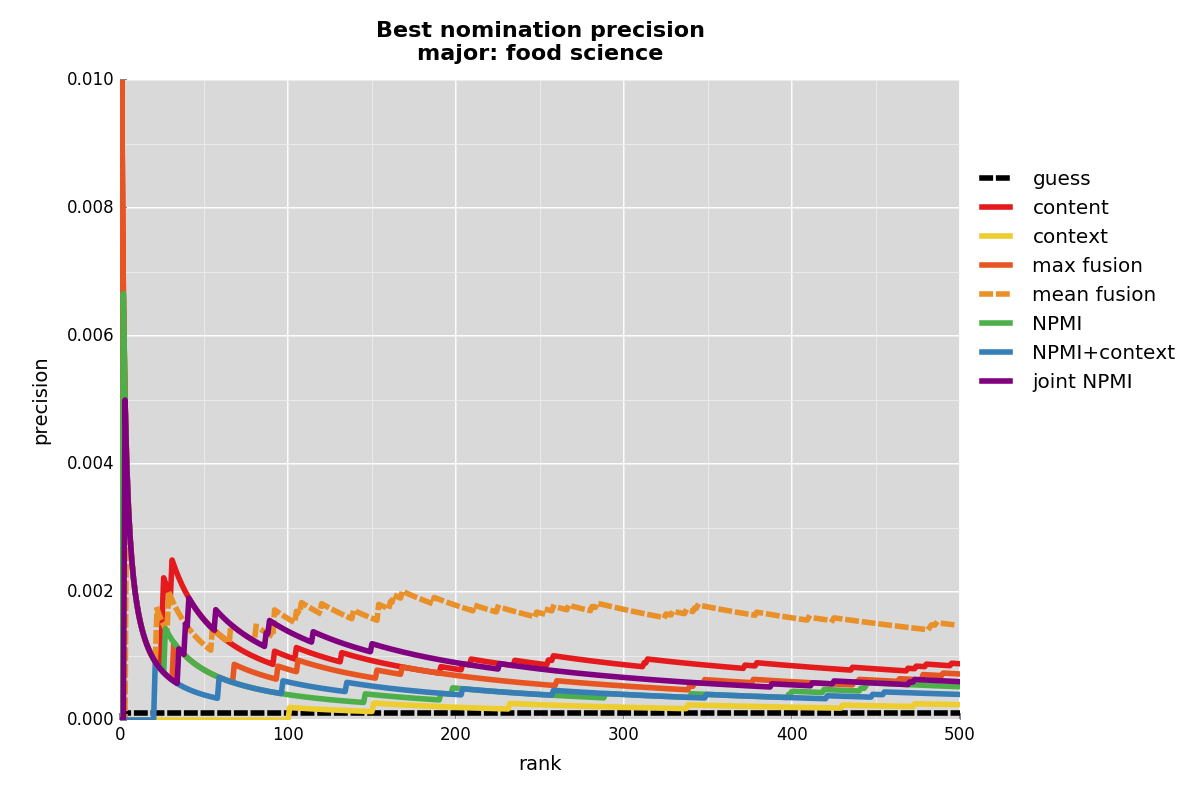 Best nomination precision
major: food science
0.010
0.008
0.006
0.004
0.002
0.000
precision
0
100
200
300
400
500
rank
guess
content
context
max fusion
mean fusion
NPMI
NPMI+context
joint NPMI